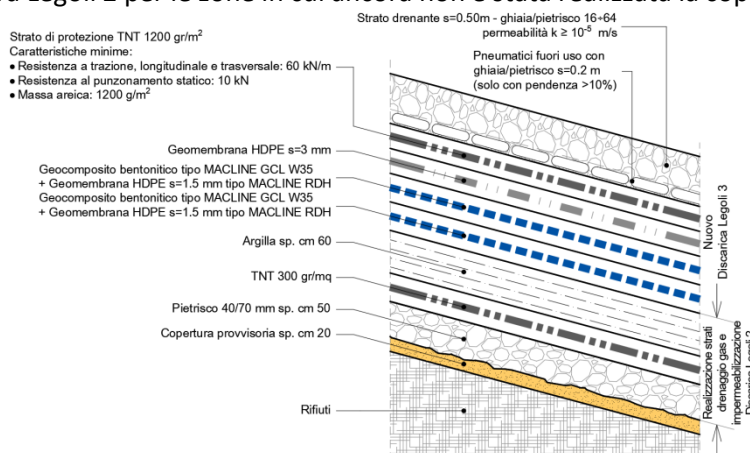 Strato drenante s=0.50m - ghiaia/pietrisco 16÷64
permeabilità k ≥ 10⁻⁵ m/s
Strato di protezione TNT 1200 gr/m²
Caratteristiche minime:
• Resistenza a trazione, longitudinale e trasversale: 60 kN/m
• Resistenza al punzonamento statico: 10 kN
• Massa areica: 1200 g/m²
Pneumatici fuori uso con
ghiaia/pietrisco s=0.2 m
(solo con pendenza >10%)
Geomembrana HDPE s=3 mm
Geocomposito bentonitico tipo MACLINE GCL W35
+ Geomembrana HDPE s=1.5 mm tipo MACLINE RDH
Geocomposito bentonitico tipo MACLINE GCL W35
+ Geomembrana HDPE s=1.5 mm tipo MACLINE RDH
Argilla sp. cm 60
TNT 300 gr/mq
Pietrisco 40/70 mm sp. cm 50
Copertura provvisoria sp. cm 20
Rifiuti
Nuovo
Discarica Legoli 3
Realizzazione strati
drenaggio gas e
impermeabilizzazione